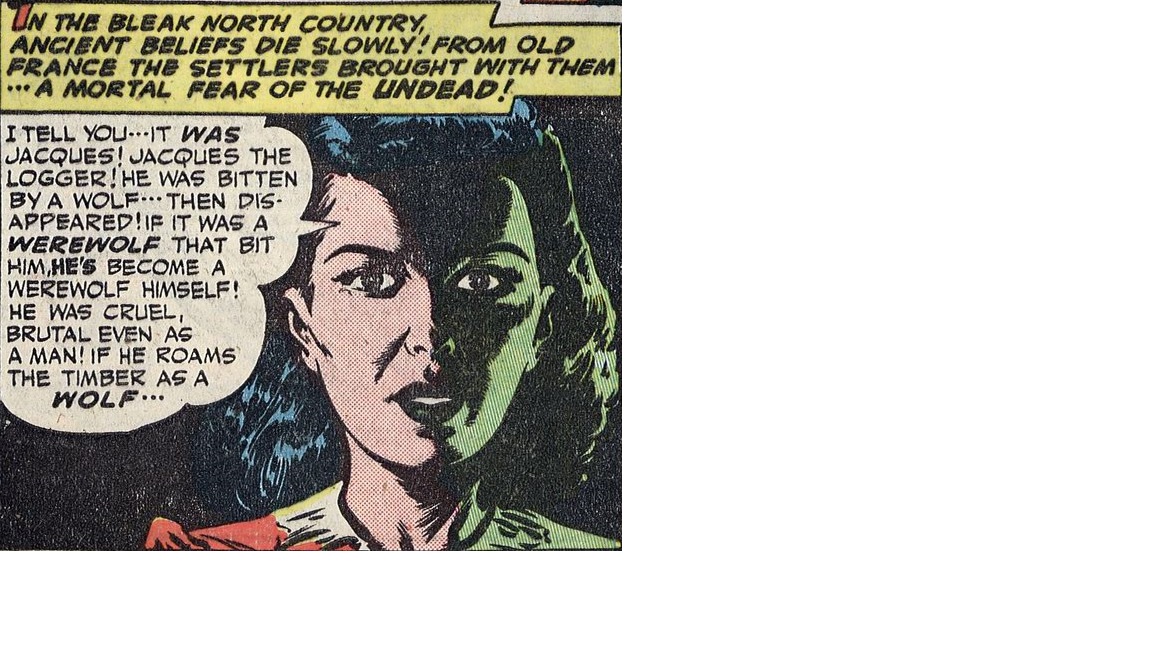 IN THE BLEAK NORTH COUNTRY,
ANCIENT BELIEFS DIE SLOWLY! FROM OLD
FRANCE THE SETTLERS BROUGHT WITH THEM
...A MORTAL FEAR OF THE UNDEAD!
I TELL YOU...IT WAS
JACQUES! JACQUES THE
LOGGER! HE WAS BITTEN
BY A WOLF...THEN DIS-
APPEARED! IF IT WAS A
WEREWOLF THAT BIT
HIM, HE'S BECOME A
WEREWOLF HIMSELF!
HE WAS CRUEL,
BRUTAL EVEN AS
A MAN! IF HE ROAMS
THE TIMBER AS A
WOLF...